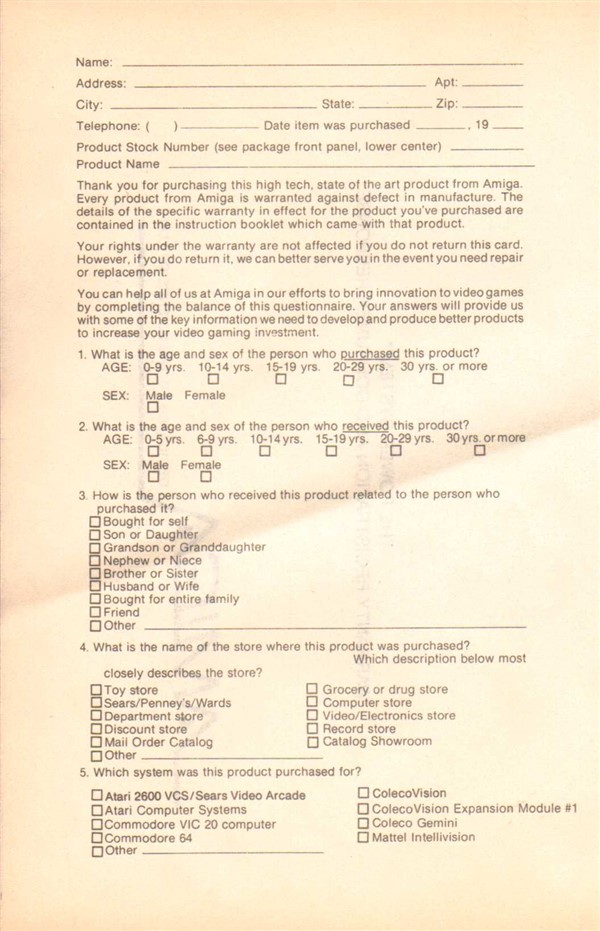 Name:
Address: Apt:
City: State: Zip:
Telephone: ( ) Date item was purchased , 19
Product Stock Number (see package front panel, lower center)
Product Name
Thank you for purchasing this high tech, state of the art product from Amiga.
Every product from Amiga is warranted against defect in manufacture. The
details of the specific warranty in effect for the product you've purchased are
contained in the instruction booklet which came with that product.
Your rights under the warranty are not affected if you do not return this card.
However, if you do return it, we can better serve you in the event you need repair
or replacement.
You can help all of us at Amiga in our efforts to bring innovation to video games
by completing the balance of this questionnaire. Your answers will provide us
with some of the key information we need to develop and produce better products
to increase your video gaming investment.
1. What is the age and sex of the person who purchased this product?
AGE: 0-9 yrs. 10-14 yrs. 15-19 yrs. 20-29 yrs. 30 yrs. or more
SEX: Male Female
2. What is the age and sex of the person who received this product?
AGE: 0-5 yrs. 6-9 yrs. 10-14 yrs. 15-19 yrs. 20-29 yrs. 30 yrs. or more
SEX: Male Female
3. How is the person who received this product related to the person who
purchased it?
Bought for self
Son or Daughter
Grandson or Granddaughter
Nephew or Niece
Brother or Sister
Husband or Wife
Bought for entire family
Friend
Other
4. What is the name of the store where this product was purchased?
Which description below most
closely describes the store?
Toy store Grocery or drug store
Sears/Penney's/Wards Computer store
Department store Video/Electronics store
Discount store Record store
Mail Order Catalog Catalog Showroom
Other
5. Which system was this product purchased for?
Atari 2600 VCS/Sears Video Arcade ColecoVision
Atari Computer Systems ColecoVision Expansion Module #1
Commodore VIC 20 computer Coleco Gemini
Commodore 64 Mattel Intellivision
Other